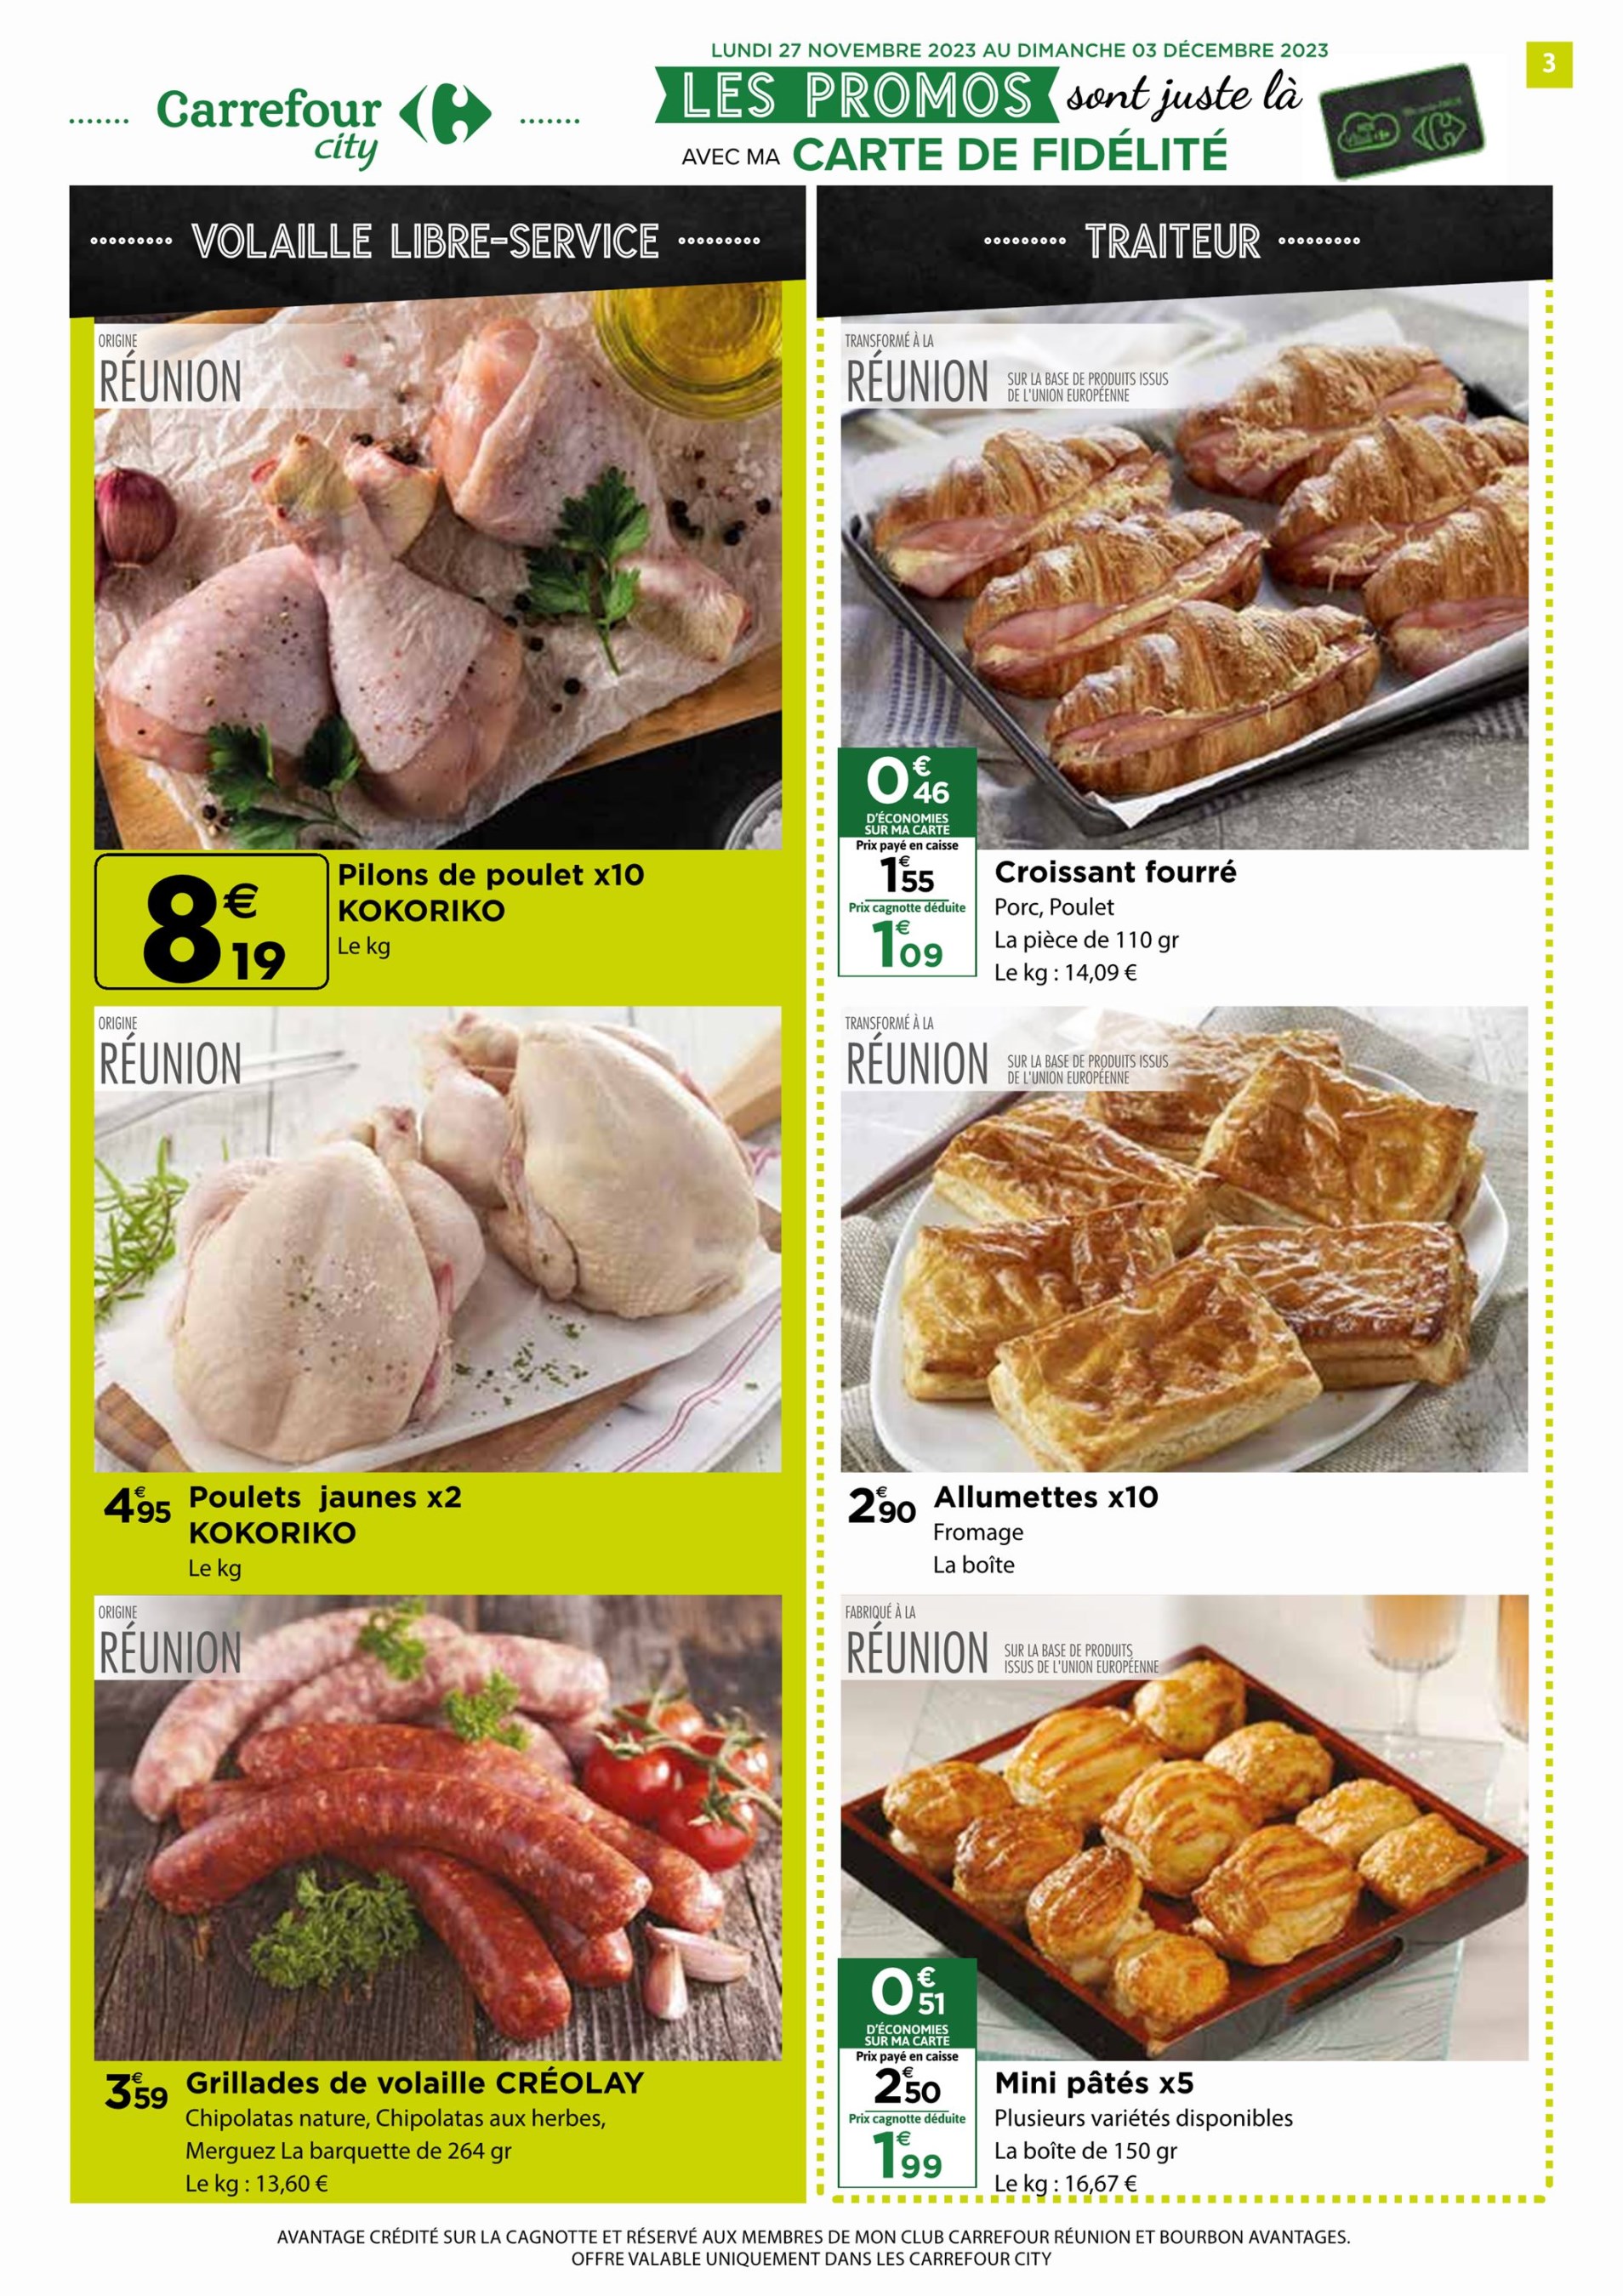 LUNDI 27 NOVEMBRE 2023 AU DIMANCHE 03 DÉCEMBRE 2023
3
Carrefour
city
LES PROMOS sont juste là
AVEC MA CARTE DE FIDÉLITÉ
VOLAILLE LIBRE-SERVICE
ORIGINE
RÉUNION
8€19
Pilons de poulet x10
KOKORIKO
Le kg
ORIGINE
RÉUNION
4€95
Poulets jaunes x2
KOKORIKO
Le kg
ORIGINE
RÉUNION
3€59
Grillades de volaille CRÉOLAY
Chipolatas nature, Chipolatas aux herbes,
Merguez La barquette de 264 gr
Le kg : 13,60 €
TRAITEUR
TRANSFORMÉ À LA
RÉUNION
SUR LA BASE DE PRODUITS ISSUS
DE L'UNION EUROPÉENNE
0€46
D'ÉCONOMIES
SUR MA CARTE
Prix payé en caisse
1€55
Prix cagnotte déduite
1€09
Croissant fourré
Porc, Poulet
La pièce de 110 gr
Le kg : 14,09 €
TRANSFORMÉ À LA
RÉUNION
SUR LA BASE DE PRODUITS ISSUS
DE L'UNION EUROPÉENNE
2€90
Allumettes x10
Fromage
La boîte
FABRIQUÉ À LA
RÉUNION
SUR LA BASE DE PRODUITS
ISSUS DE L'UNION EUROPÉENNE
0€51
D'ÉCONOMIES
SUR MA CARTE
Prix payé en caisse
2€50
Prix cagnotte déduite
1€99
Mini pâtés x5
Plusieurs variétés disponibles
La boîte de 150 gr
Le kg : 16,67 €
AVANTAGE CRÉDITÉ SUR LA CAGNOTTE ET RÉSERVÉ AUX MEMBRES DE MON CLUB CARREFOUR RÉUNION ET BOURBON AVANTAGES.
OFFRE VALABLE UNIQUEMENT DANS LES CARREFOUR CITY